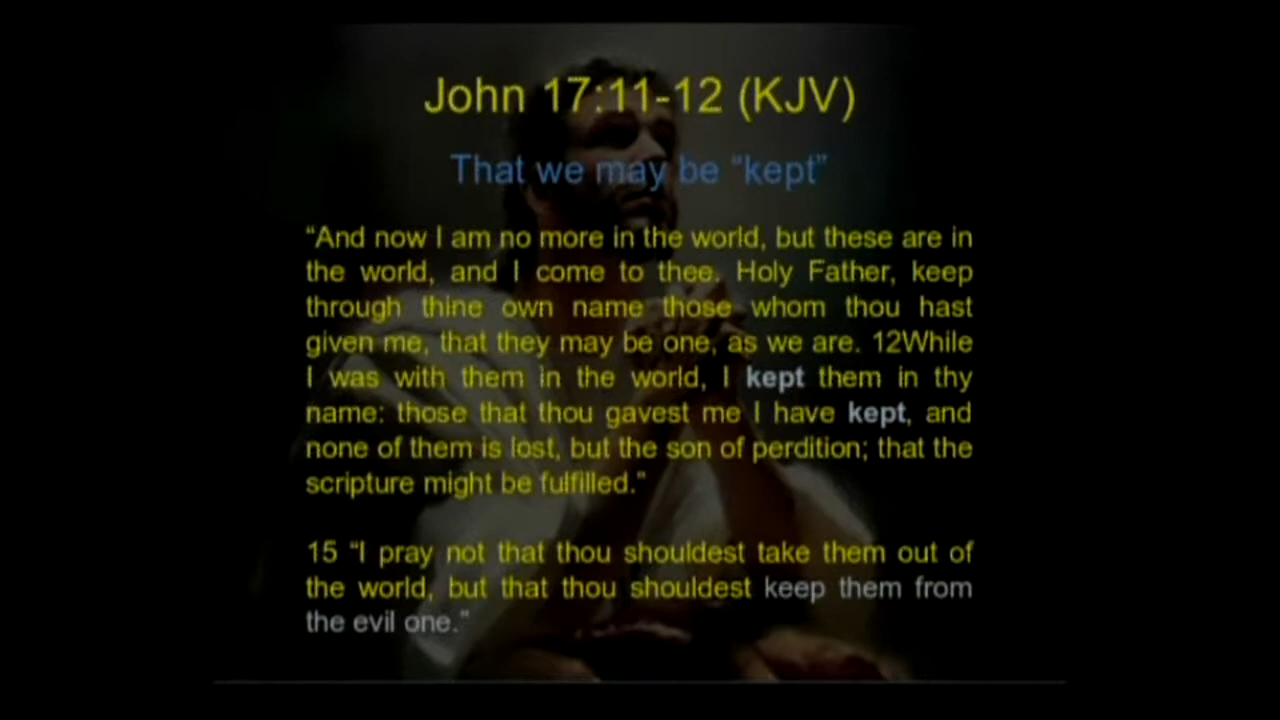 John 17:11-12 (KJV)
That we may be “kept”
“And now I am no more in the world, but these are in
the world, and I come to thee. Holy Father, keep
through thine own name those whom thou hast
given me, that they may be one, as we are. 12While
I was with them in the world, I kept them in thy
name: those that thou gavest me I have kept, and
none of them is lost, but the son of perdition; that the
scripture might be fulfilled.”
15 “I pray not that thou shouldest take them out of
the world, but that thou shouldest keep them from
the evil one.”